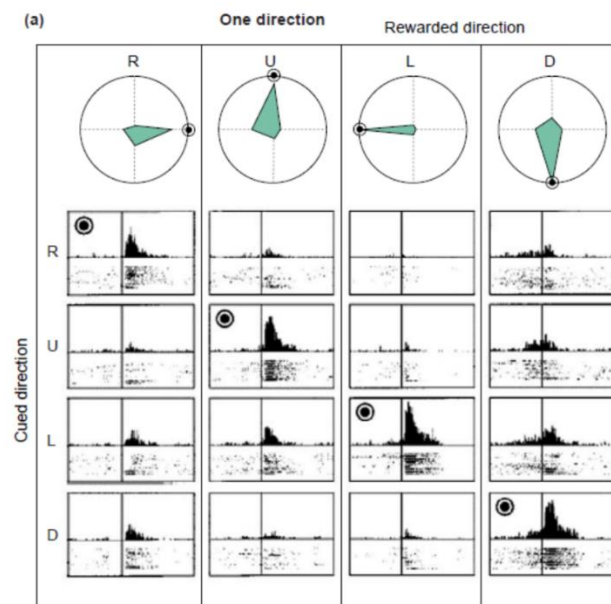 (a)
One direction
Rewarded direction
R U L D
Cued direction
R
U
L
D